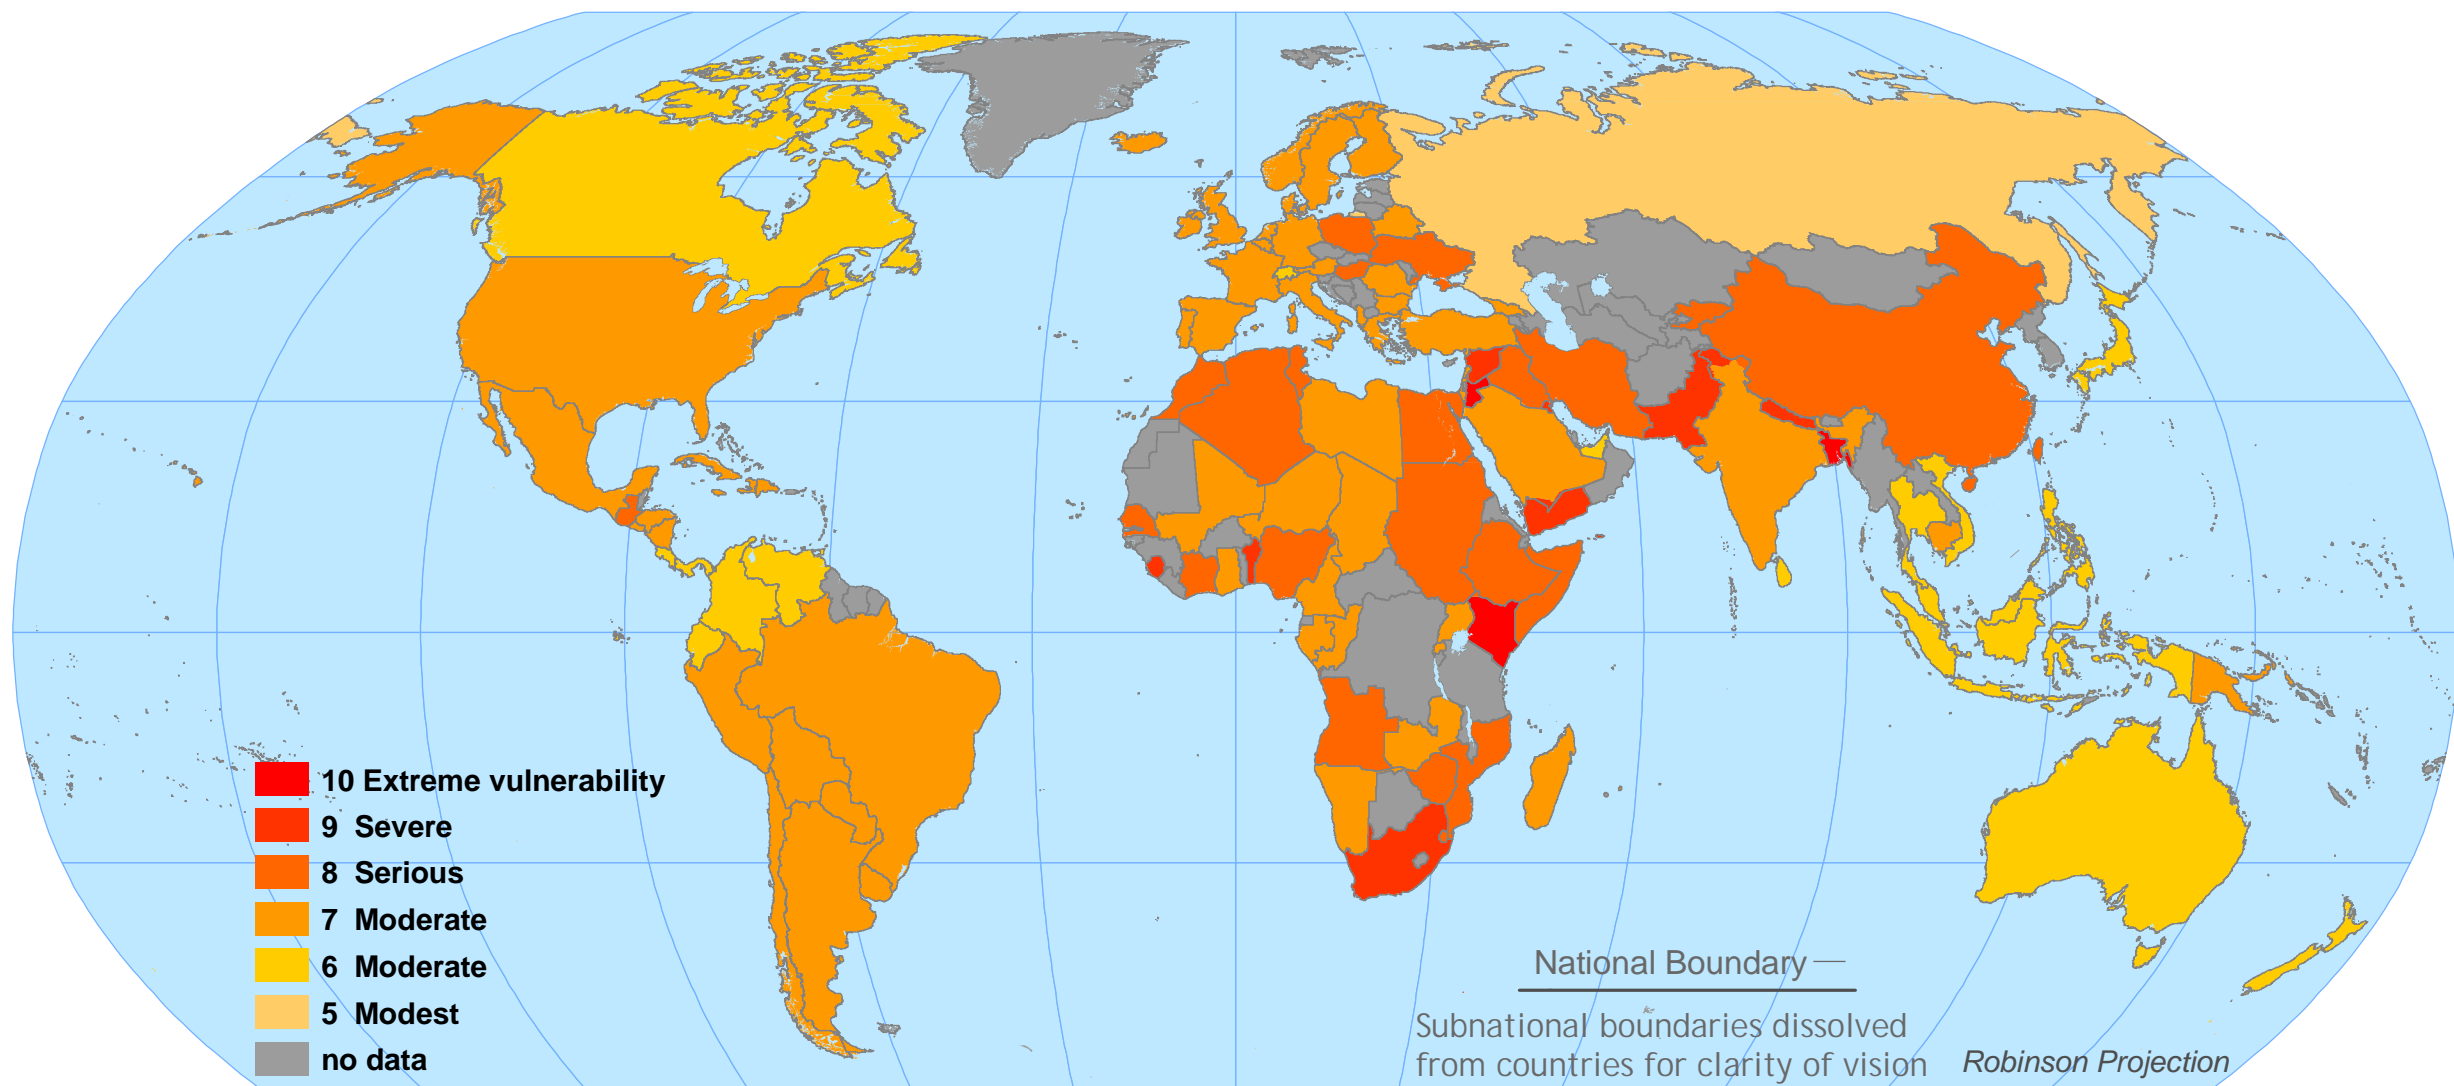 10 Extreme vulnerability
9 Severe
8 Serious
7 Moderate
6 Moderate
5 Modest
no data
National Boundary
Subnational boundaries dissolved
from countries for clarity of vision
Robinson Projection